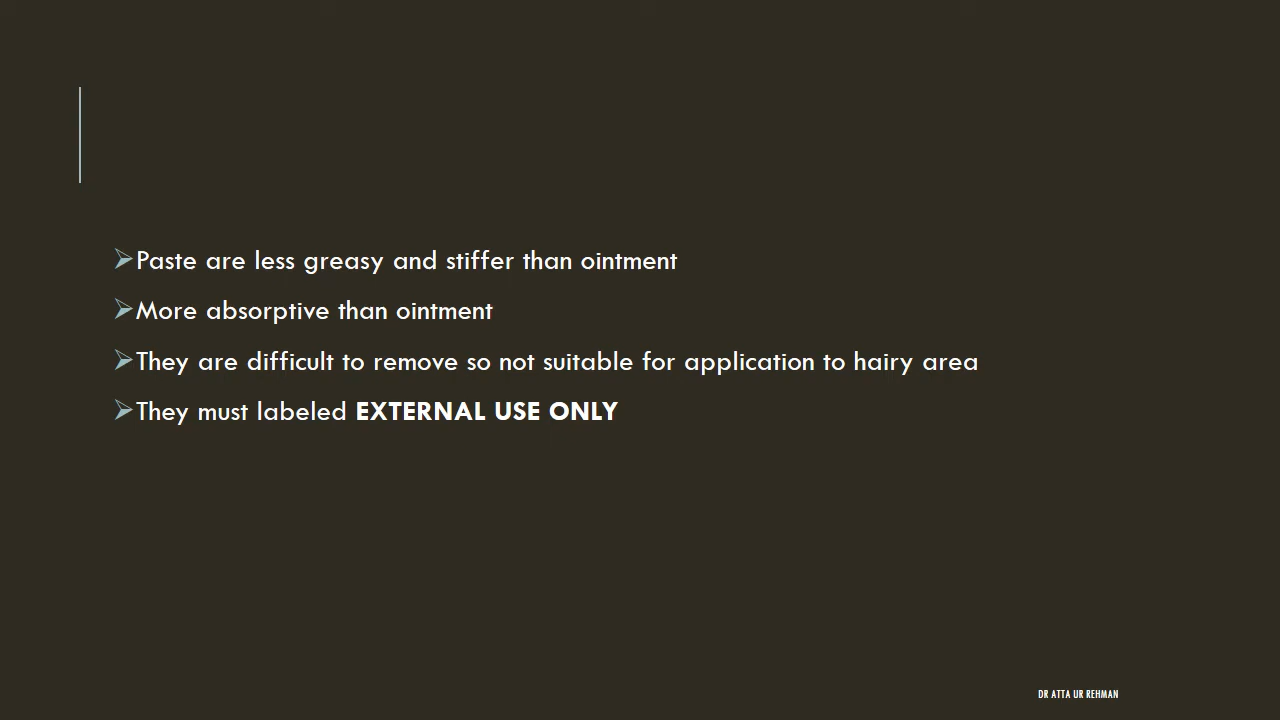 ➢Paste are less greasy and stiffer than ointment
➢More absorptive than ointment
➢They are difficult to remove so not suitable for application to hairy area
➢They must labeled EXTERNAL USE ONLY
DR ATTA UR REHMAN